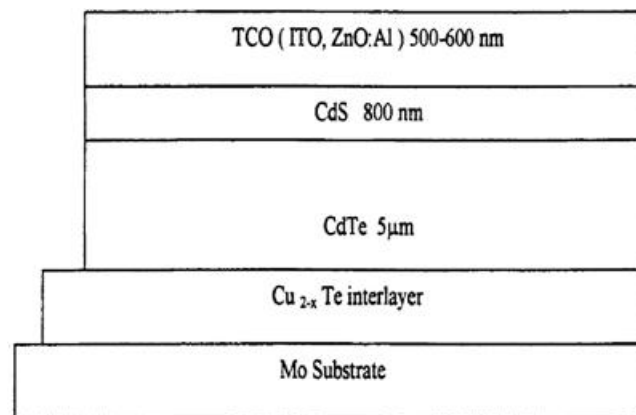 TCO ( ITO, ZnO:Al ) 500-600 nm
CdS 800 nm
CdTe 5μm
Cu 2-x Te interlayer
Mo Substrate